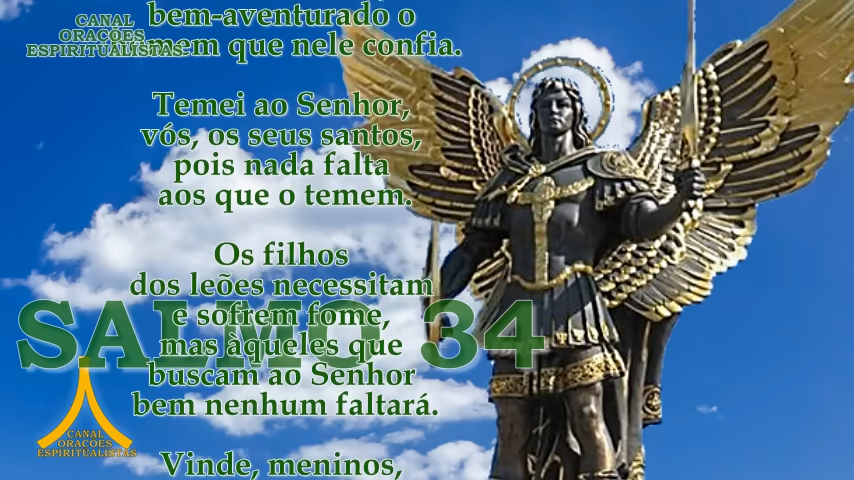 CANAL
ORAÇÕES
ESPIRITUALISTAS
bem-aventurado o
que nele confia.
Temei ao Senhor,
vós, os seus santos,
pois nada falta
aos que o temem.
Os filhos
dos leões necessitam
e sofrem fome,
mas àqueles que
buscam ao Senhor
bem nenhum faltará.
SALMO 34
CANAL
ORAÇÕES
ESPIRITUALISTAS
Vinde, meninos,